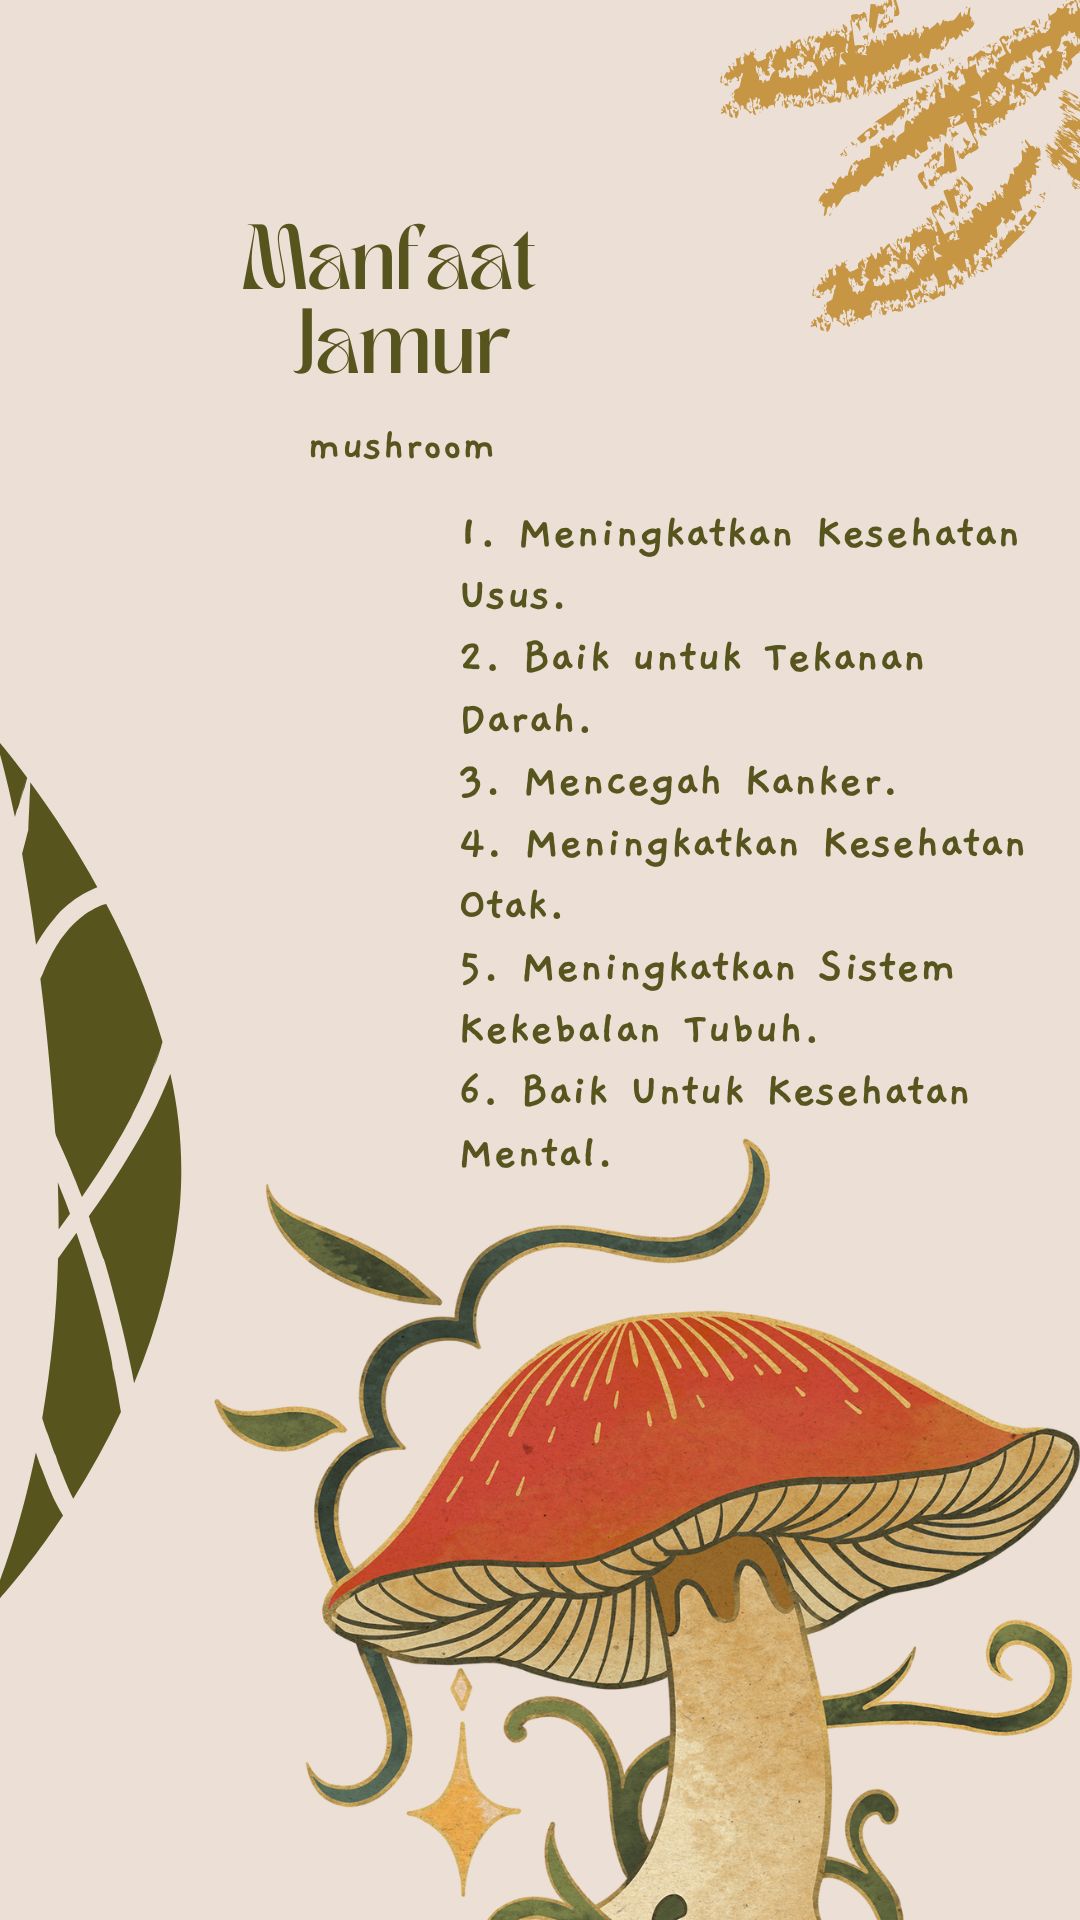 Manfaat
Jamur
mushroom
1. Meningkatkan Kesehatan
Usus.
2. Baik untuk Tekanan
Darah.
3. Mencegah Kanker.
4. Meningkatkan Kesehatan
Otak.
5. Meningkatkan Sistem
Kekebalan Tubuh.
6. Baik Untuk Kesehatan
Mental.